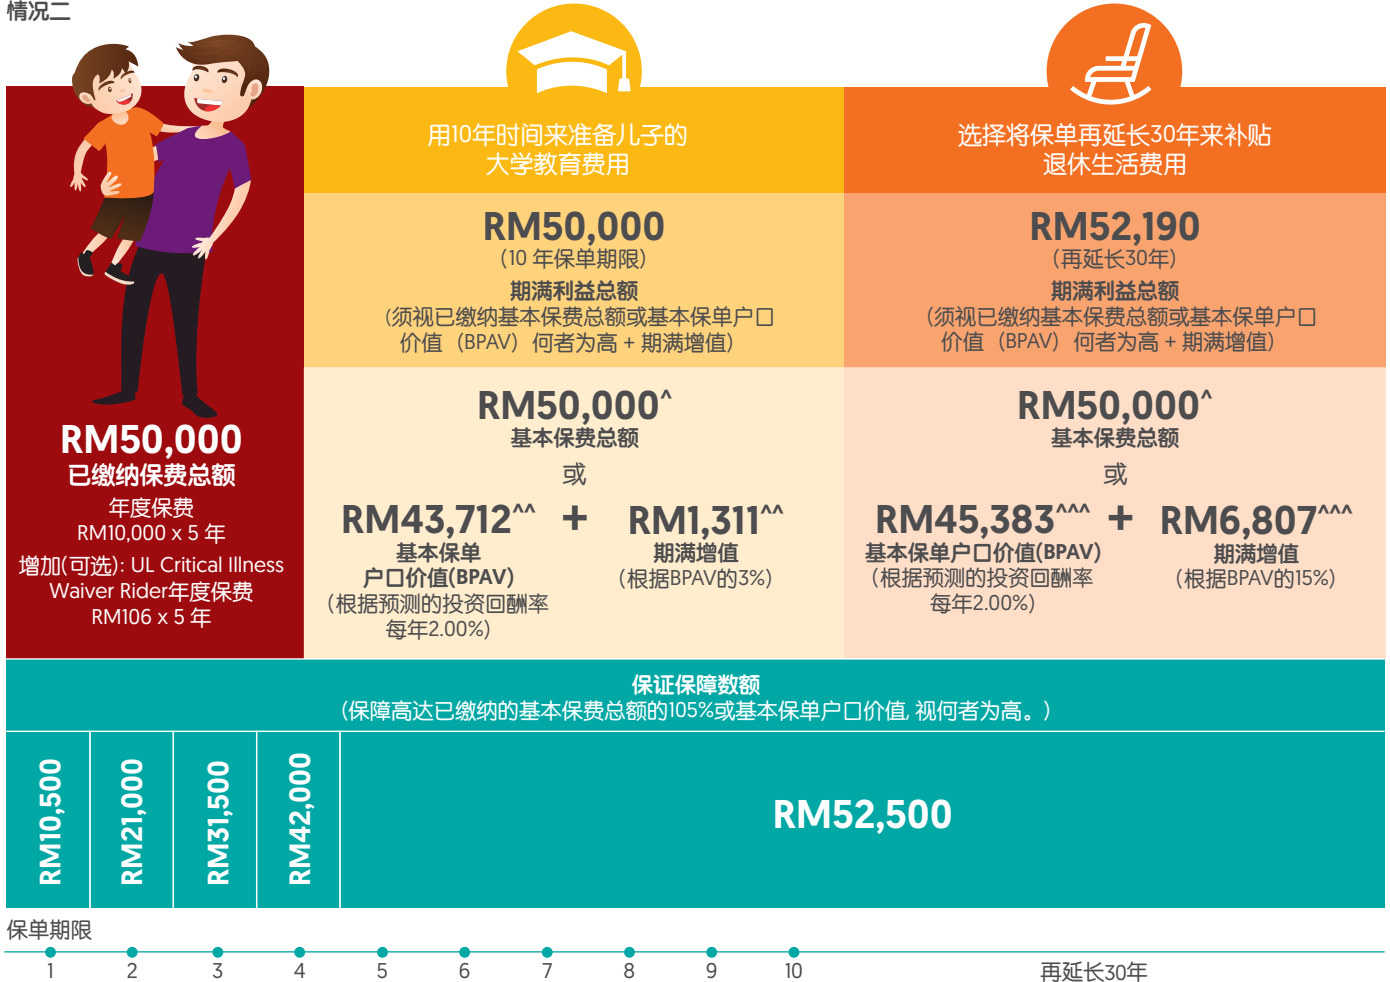 情况二
用10年时间来准备儿子的
大学教育费用
选择将保单再延长30年来补贴
退休生活费用
RM50,000
(10 年保单期限)
期满利益总额
(须视已缴纳基本保费总额或基本保单户口
价值（BPAV）何者为高 + 期满增值)
RM52,190
(再延长30年)
期满利益总额
(须视已缴纳基本保费总额或基本保单户口
价值（BPAV）何者为高 + 期满增值)
RM50,000
已缴纳保费总额
年度保费
RM10,000 x 5 年
增加(可选): UL Critical Illness
Waiver Rider年度保费
RM106 x 5 年
RM50,000^
基本保费总额
或
RM43,712^^ + RM1,311^^
基本保单
户口价值(BPAV)
(根据预测的投资回酬率
每年2.00%)
期满增值
(根据BPAV的3%)
RM50,000^
基本保费总额
或
RM45,383^^^ + RM6,807^^^
基本保单户口价值(BPAV)
(根据预测的投资回酬率
每年2.00%)
期满增值
(根据BPAV的15%)
保证保障数额
(保障高达已缴纳的基本保费总额的105%或基本保单户口价值, 视何者为高。)
RM10,500
RM21,000
RM31,500
RM42,000
RM52,500
保单期限
1 2 3 4 5 6 7 8 9 10 再延长30年